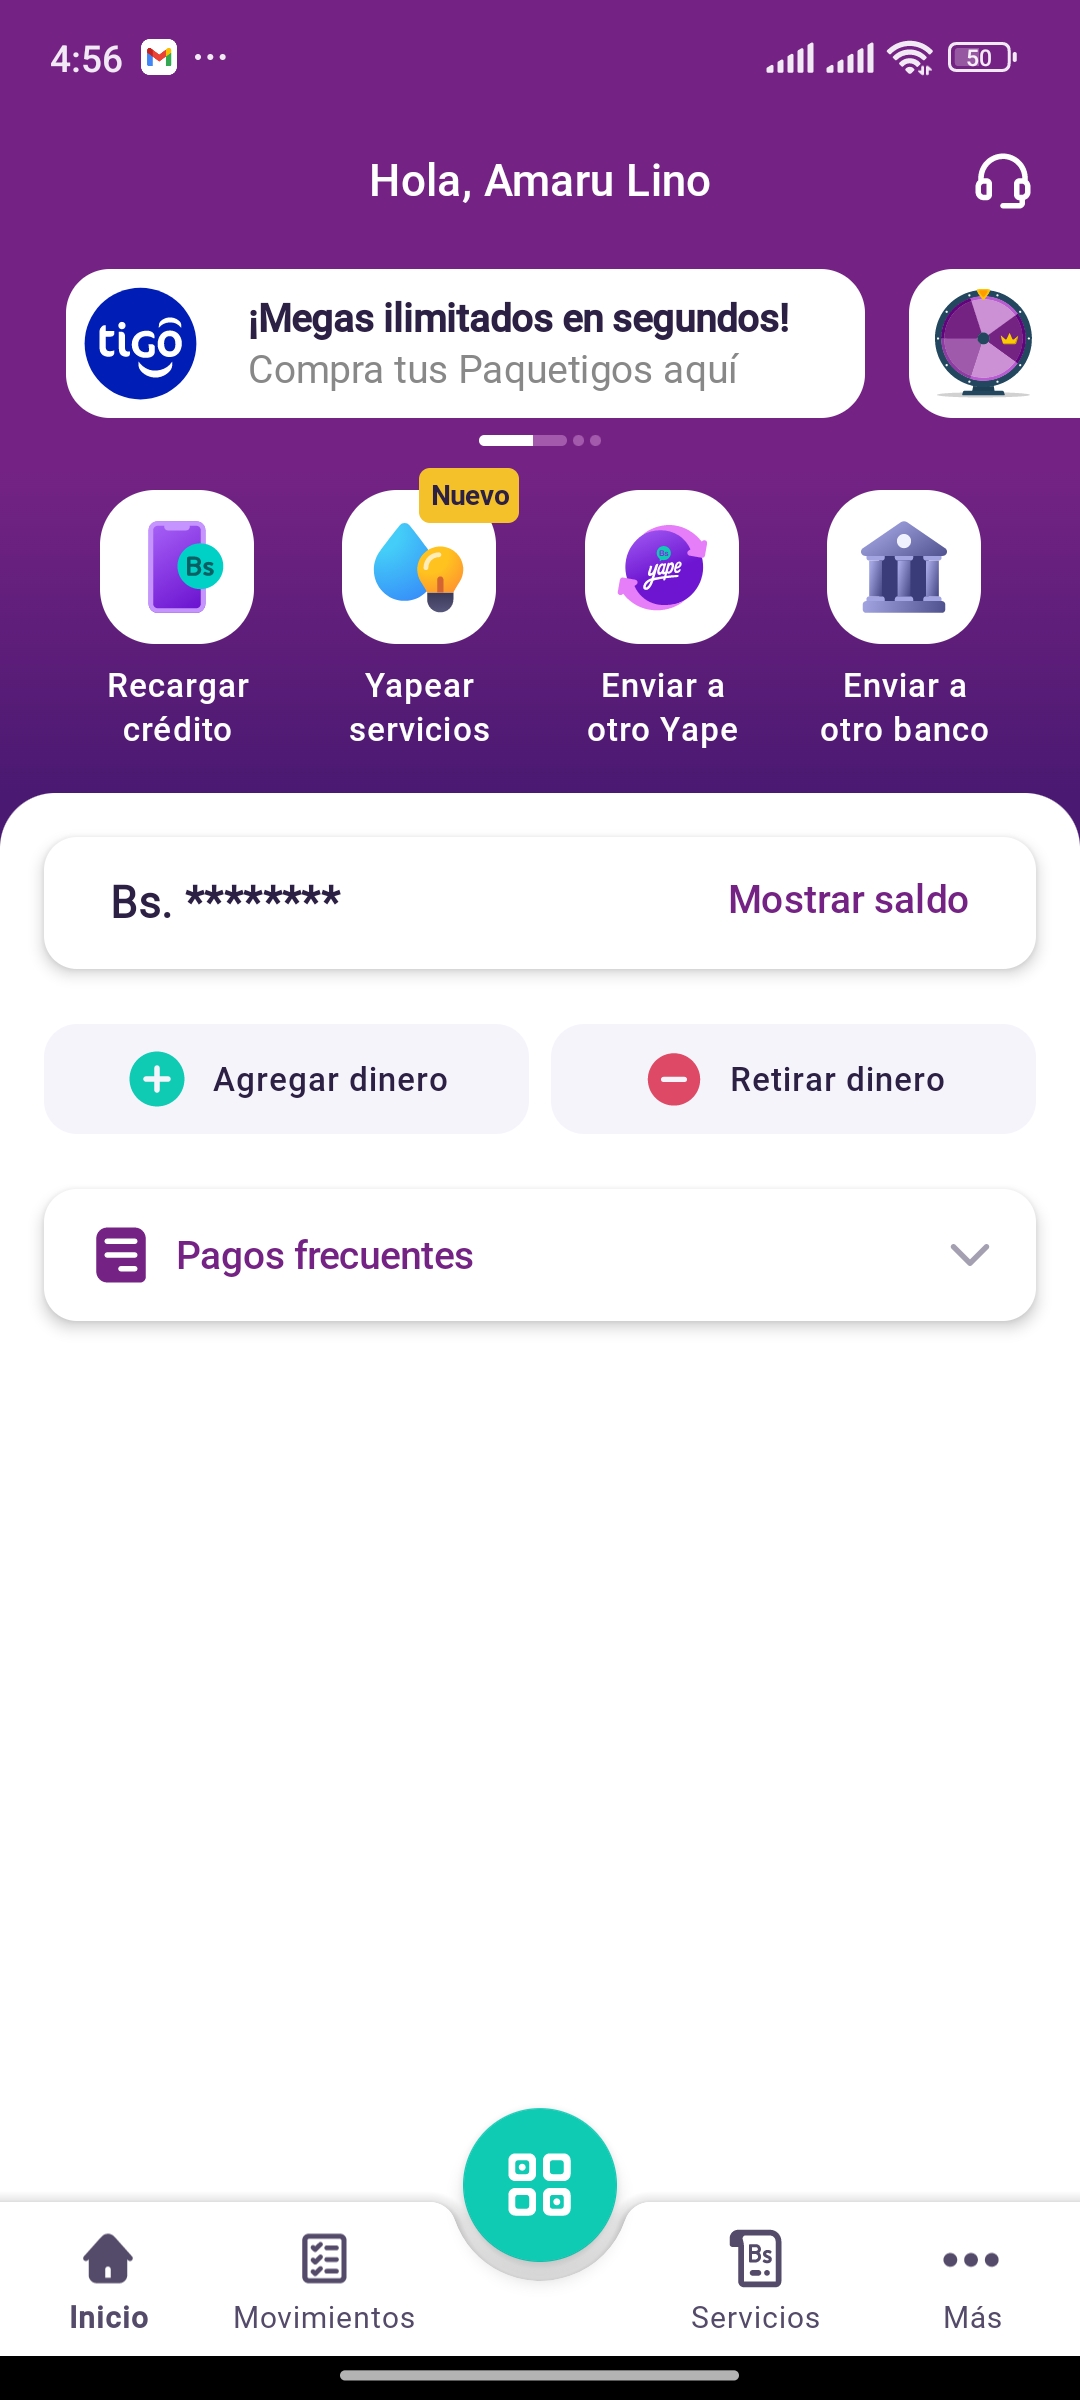 4:56
50
Hola, Amaru Lino
tigo
¡Megas ilimitados en segundos!
Compra tus Paquetigos aquí
Nuevo
Bs
Bs
yape
Recargar
crédito
Yapear
servicios
Enviar a
otro Yape
Enviar a
otro banco
Bs. ********
Mostrar saldo
Agregar dinero
Retirar dinero
Pagos frecuentes
Bs
Inicio
Movimientos
Servicios
Más